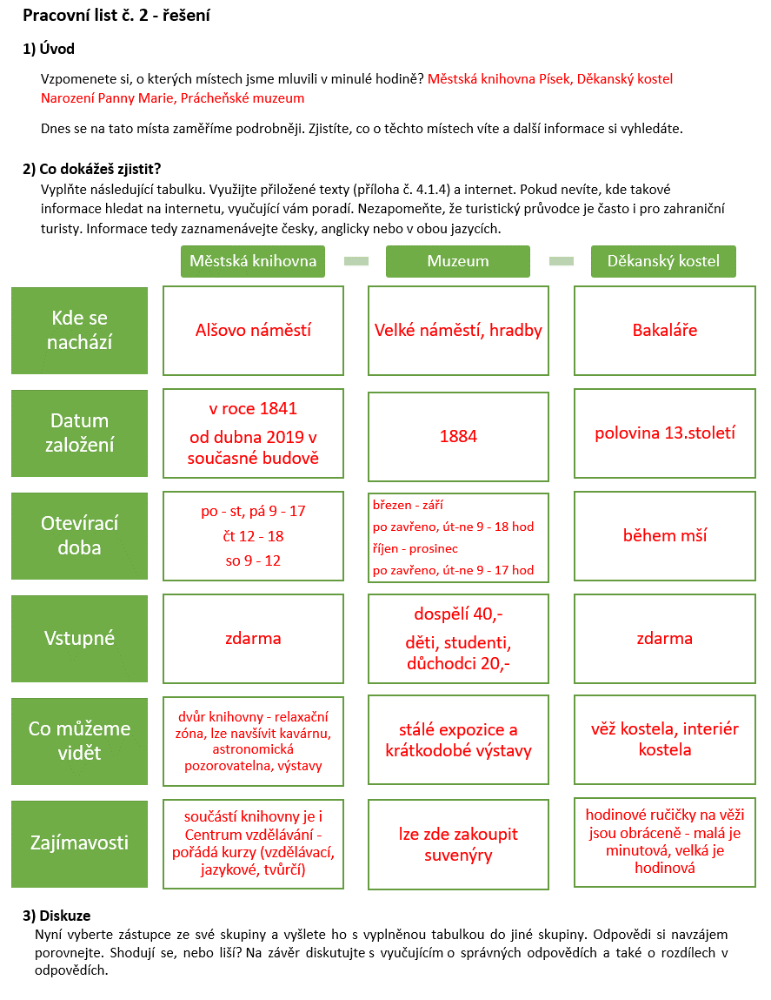 Pracovní list č. 2 - řešení
1) Úvod
Vzpomenete si, o kterých místech jsme mluvili v minulé hodině? Městská knihovna Písek, Děkanský kostel
Narození Panny Marie, Prácheňské muzeum
Dnes se na tato místa zaměříme podrobněji. Zjistíte, co o těchto místech víte a další informace si vyhledáte.
2) Co dokážeš zjistit?
Vyplňte následující tabulku. Využijte přiložené texty (příloha č. 4.1.4) a internet. Pokud nevíte, kde takové
informace hledat na internetu, vyučující vám poradí. Nezapomeňte, že turistický průvodce je často i pro zahraniční
turisty. Informace tedy zaznamenávejte česky, anglicky nebo v obou jazycích.
Městská knihovna
Muzeum
Děkanský kostel
Kde se
nachází
Alšovo náměstí
Velké náměstí, hradby
Bakaláře
Datum
založení
v roce 1841
od dubna 2019 v
současné budově
1884
polovina 13.století
Otevírací
doba
po - st, pá 9 - 17
čt 12 - 18
so 9 - 12
březen - září
po zavřeno, út-ne 9 - 18 hod
říjen - prosinec
po zavřeno, út-ne 9 - 17 hod
během mší
Vstupné
zdarma
dospělí 40,-
děti, studenti,
důchodci 20,-
zdarma
Co můžeme
vidět
dvůr knihovny - relaxační
zóna, lze navšívit kavárnu,
astronomická
pozorovatelna, výstavy
stálé expozice a
krátkodobé výstavy
věž kostela, interiér
kostela
Zajímavosti
součástí knihovny je i
Centrum vzdělávání -
pořádá kurzy (vzdělávací,
jazykové, tvůrčí)
lze zde zakoupit
suvenýry
hodinové ručičky na věži
jsou obráceně - malá je
minutová, velká je
hodinová
3) Diskuze
Nyní vyberte zástupce ze své skupiny a vyšlete ho s vyplněnou tabulkou do jiné skupiny. Odpovědi si navzájem
porovnejte. Shodují se, nebo liší? Na závěr diskutujte s vyučujícím o správných odpovědích a také o rozdílech v
odpovědích.